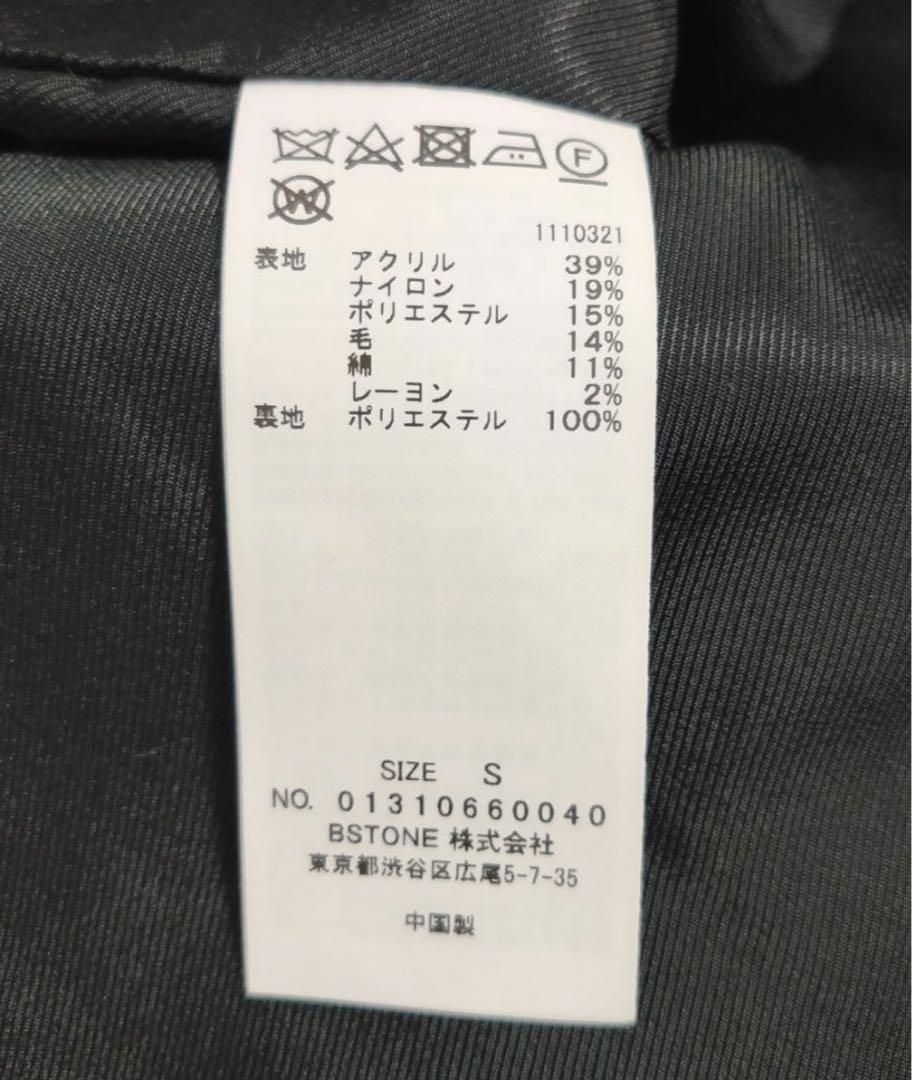 F
W
1110321
表地 アクリル 39%
ナイロン 19%
ポリエステル 15%
毛 14%
綿 11%
レーヨン 2%
裏地 ポリエステル 100%
SIZE S
NO. 01310660040
BSTONE 株式会社
東京都渋谷区広尾5-7-35
中国製